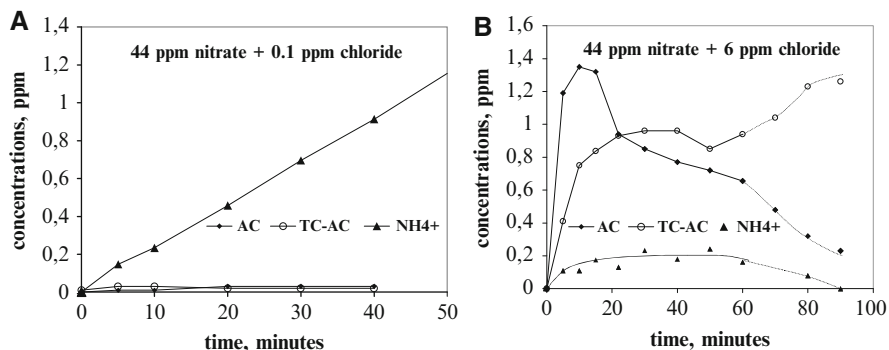 A
44 ppm nitrate + 0.1 ppm chloride
concentrations, ppm
1,4
1,2
1
0,8
0,6
0,4
0,2
0
AC TC-AC NH4+
0 10 20 30 40 50
time, minutes
B
44 ppm nitrate + 6 ppm chloride
concentrations, ppm
1,6
1,4
1,2
1
0,8
0,6
0,4
0,2
0
AC TC-AC NH4+
0 20 40 60 80 100
time, minutes